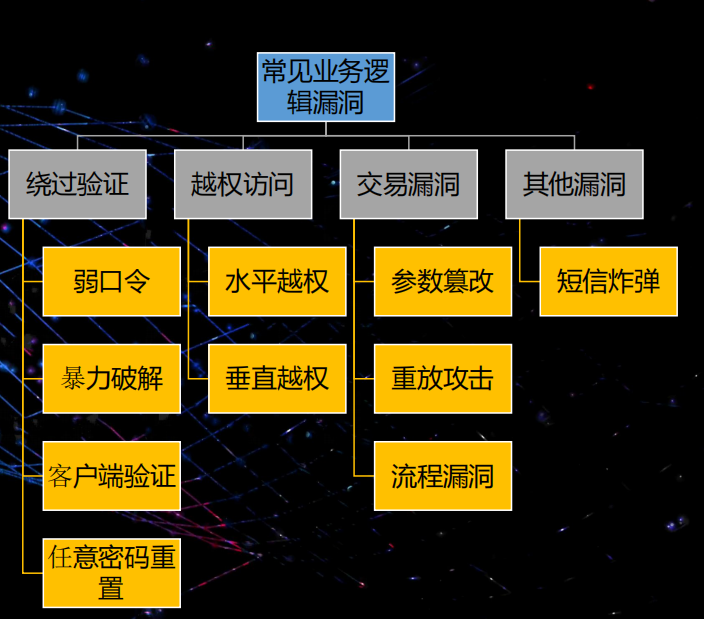 常见业务逻
辑漏洞
绕过验证
越权访问
交易漏洞
其他漏洞
弱口令
水平越权
参数篡改
短信炸弹
暴力破解
垂直越权
重放攻击
客户端验证
流程漏洞
任意密码重
置